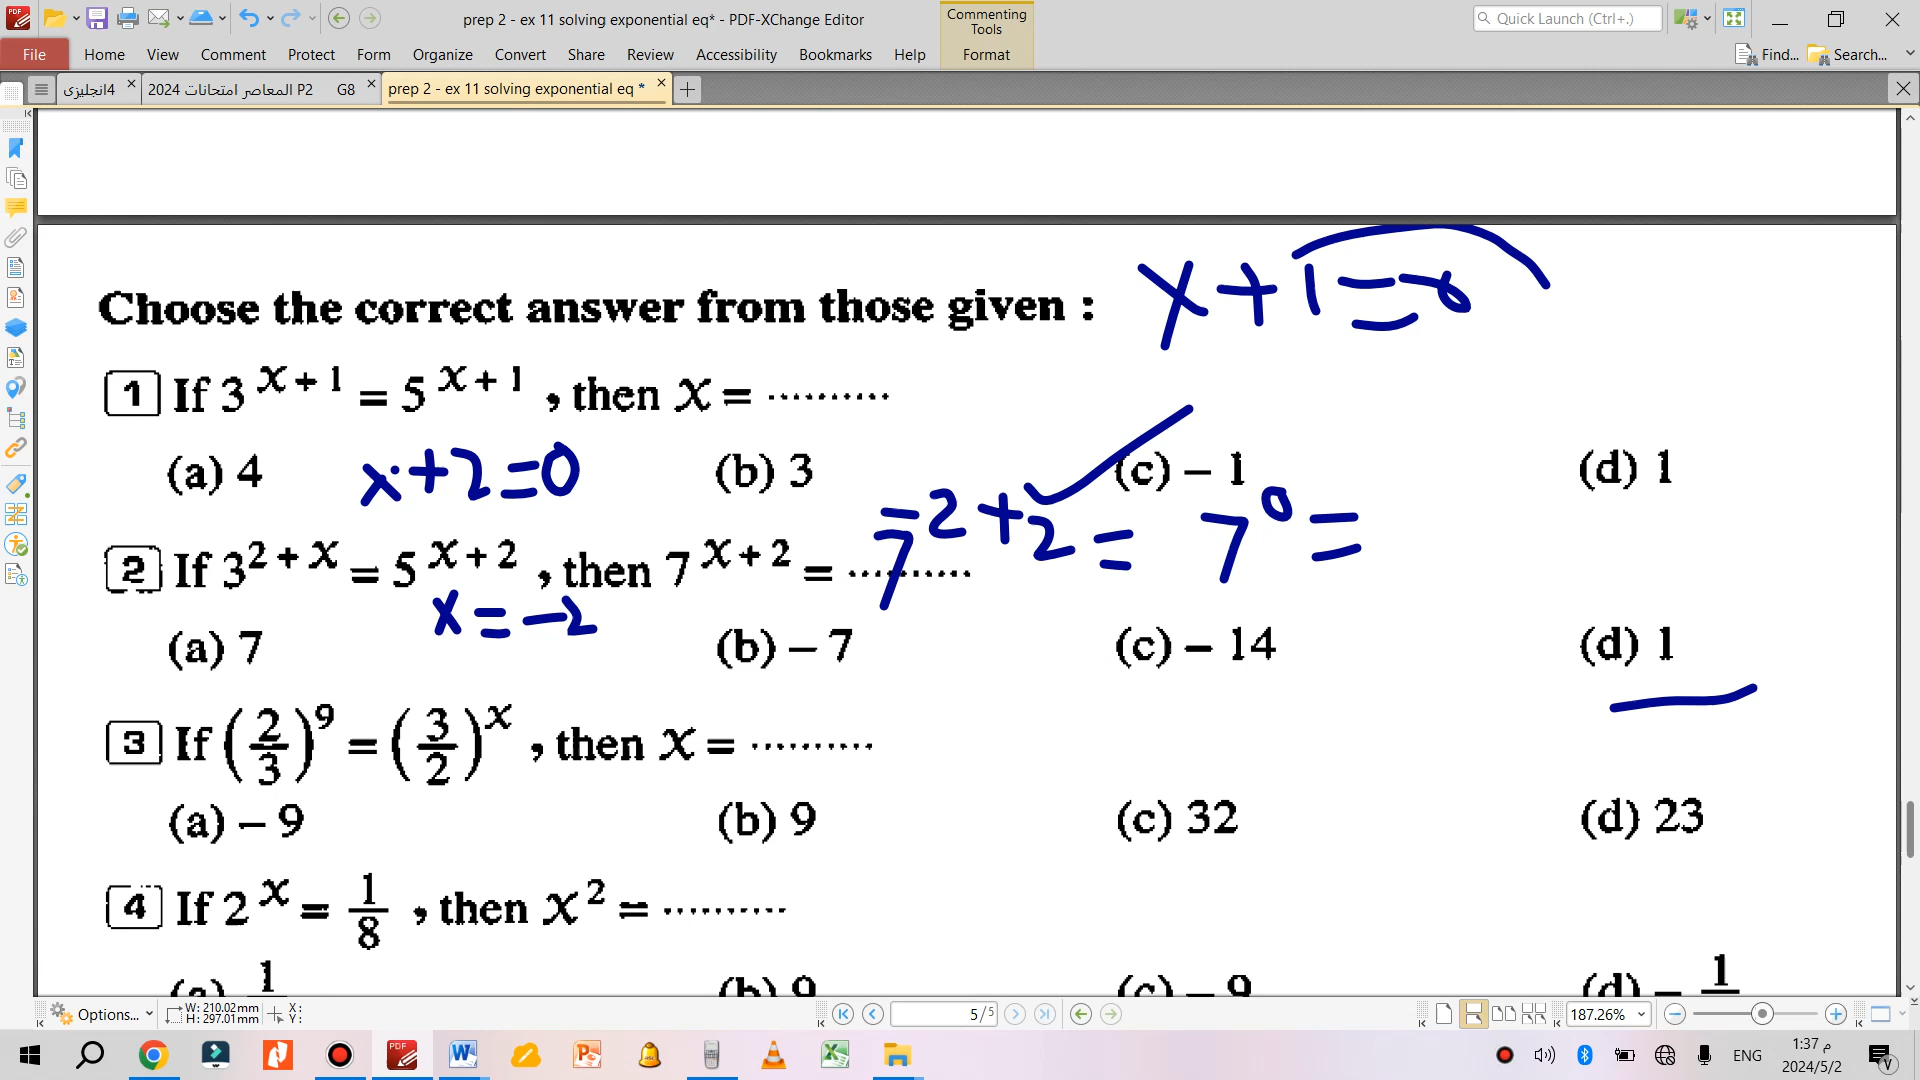 prep 2 - ex 11 solving exponential eq* - PDF-XChange Editor
Commenting Tools
Quick Launch (Ctrl+.)
File Home View Comment Protect Form Organize Convert Share Review Accessibility Bookmarks Help Format
Find... Search...
4انجليزى
المعاصر امتحانات 2024 P2 G8
prep 2 - ex 11 solving exponential eq *
x + 1 = 0
Choose the correct answer from those given :
1 If 3^(x + 1) = 5^(x + 1) , then x = ..........
(a) 4 (b) 3 (c) – 1 (d) 1
x + 2 = 0
7^(-2 + 2) = 7^0 =
2 If 3^(2 + x) = 5^(x + 2) , then 7^(x + 2) = ..........
x = -2
(a) 7 (b) – 7 (c) – 14 (d) 1
3 If (2/3)^9 = (3/2)^x , then x = ..........
(a) – 9 (b) 9 (c) 32 (d) 23
4 If 2^x = 1/8 , then x^2 = ..........
(a) 1 (b) 9 (c) – 9 (d) – 1
Options...
W: 210.02mm
H: 297.01mm
X:
Y:
5 / 5
187.26%
ENG
1:37 م
2024/5/2